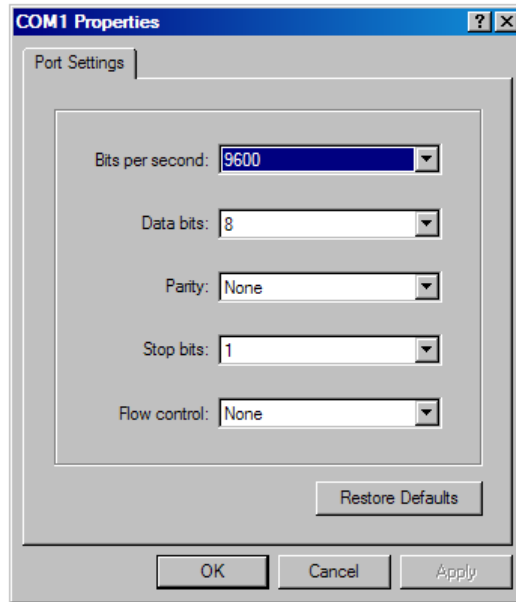 COM1 Properties
Port Settings
Bits per second: 9600
Data bits: 8
Parity: None
Stop bits: 1
Flow control: None
Restore Defaults
OK Cancel Apply